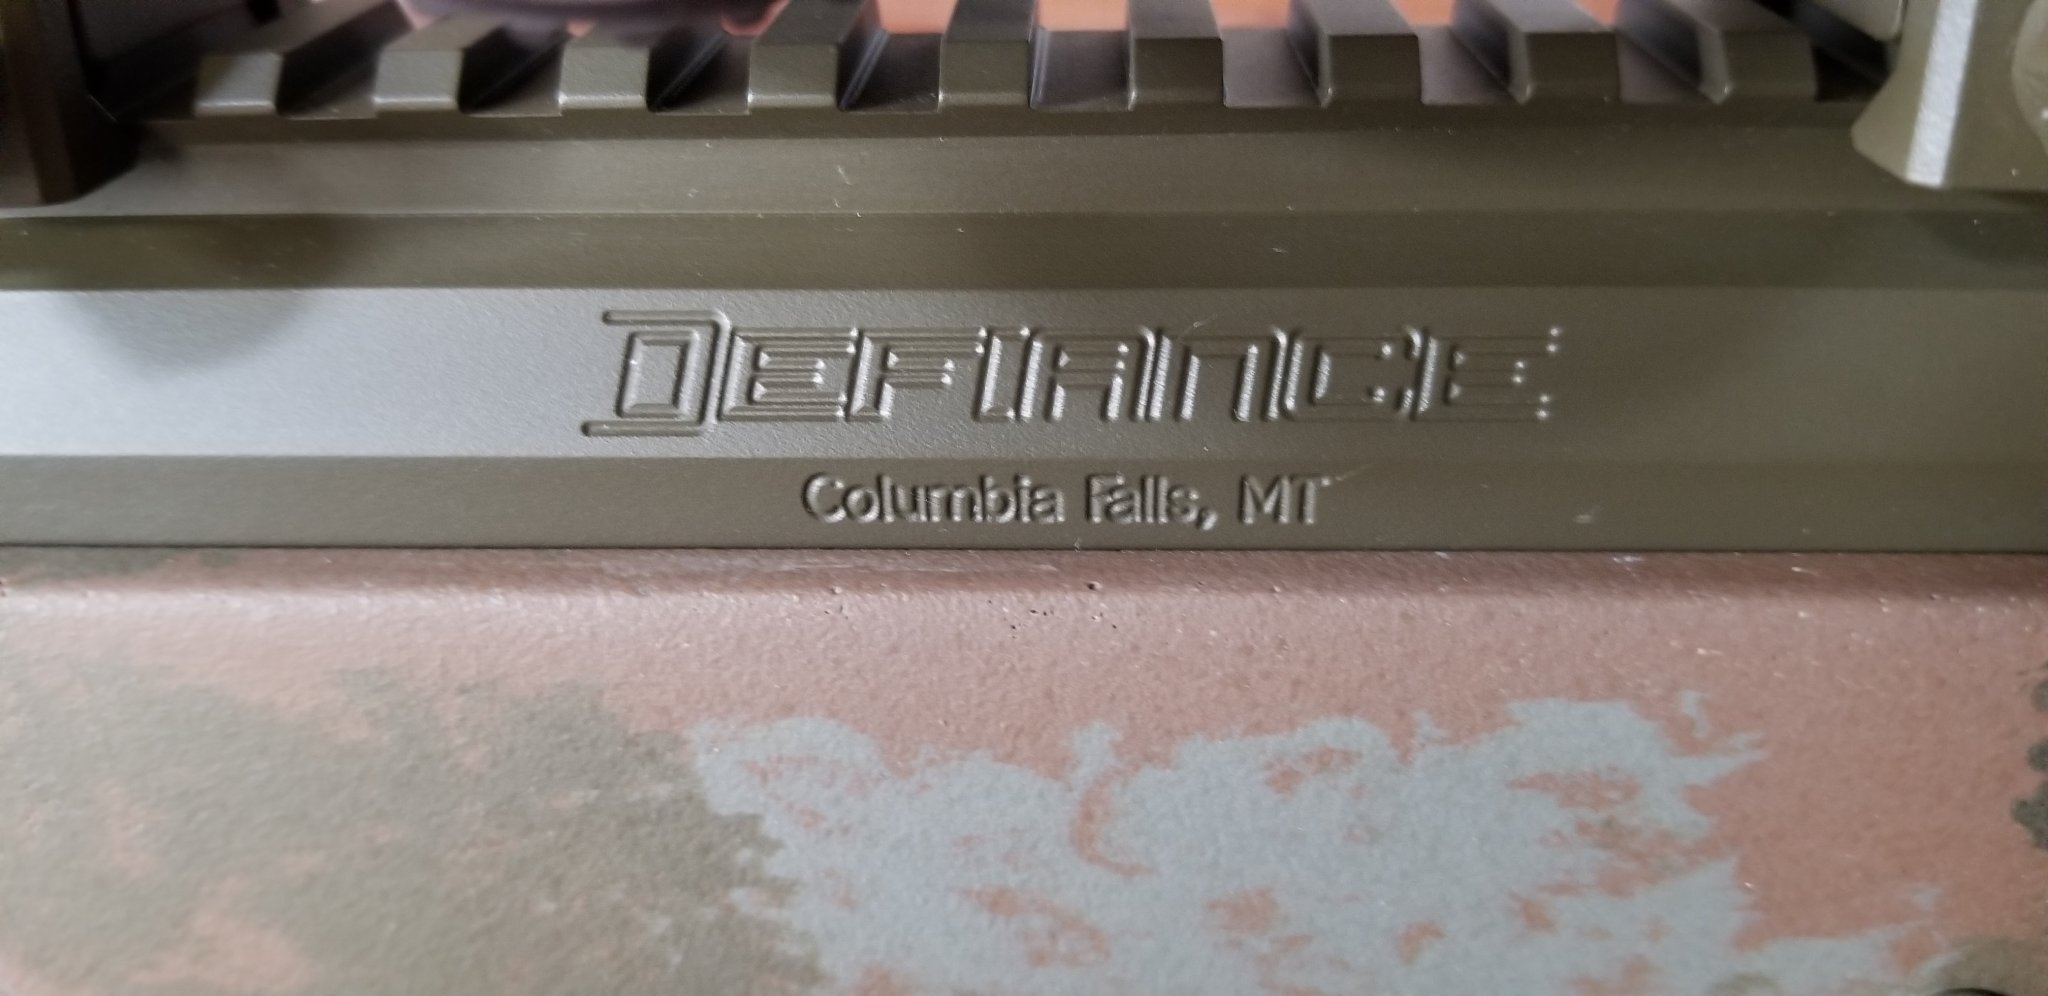 DEFIANCE
Columbia Falls, MT